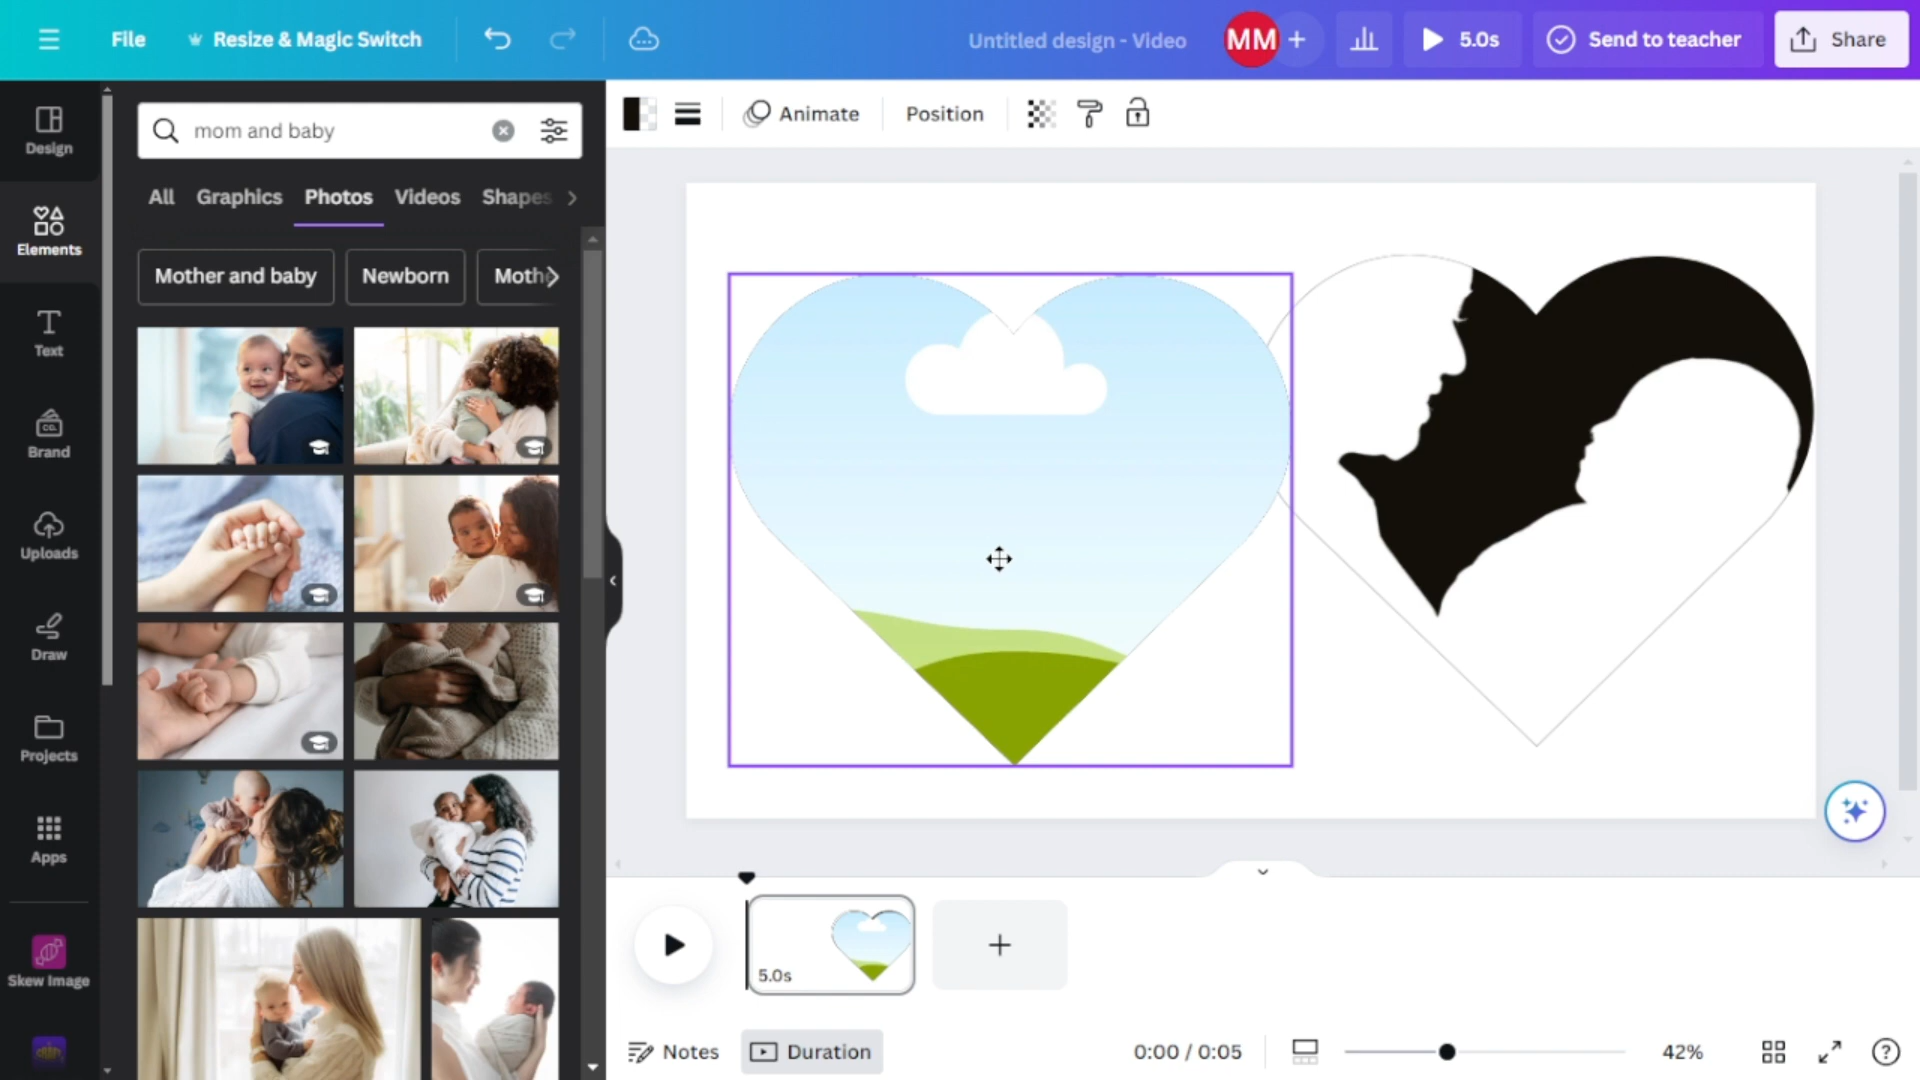 File
Resize & Magic Switch
Untitled design - Video
MM
+
5.0s
Send to teacher
Share
mom and baby
Animate
Position
Design
Elements
Text
CO.
Brand
Uploads
Draw
Projects
Apps
Skew Image
All
Graphics
Photos
Videos
Shapes
Mother and baby
Newborn
Mothe
5.0s
Notes
Duration
0:00 / 0:05
42%